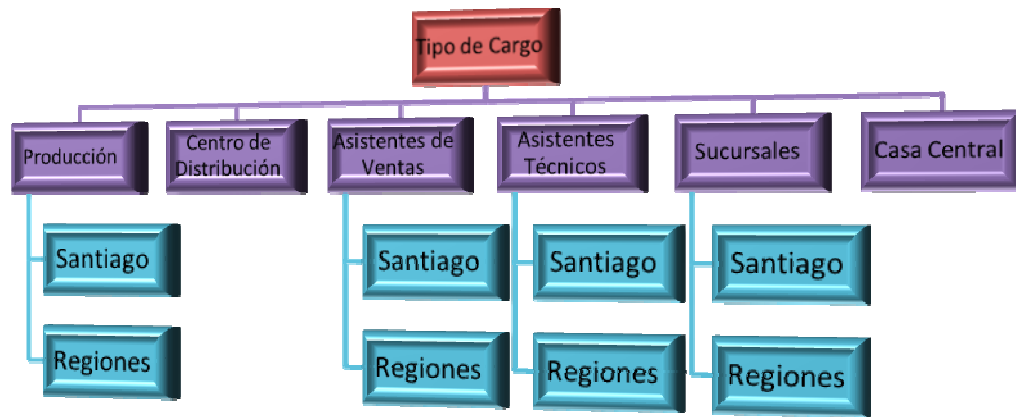 Tipo de Cargo
Producción
Centro de
Distribución
Asistentes de
Ventas
Asistentes
Técnicos
Sucursales
Casa Central
Santiago
Santiago
Santiago
Santiago
Regiones
Regiones
Regiones
Regiones